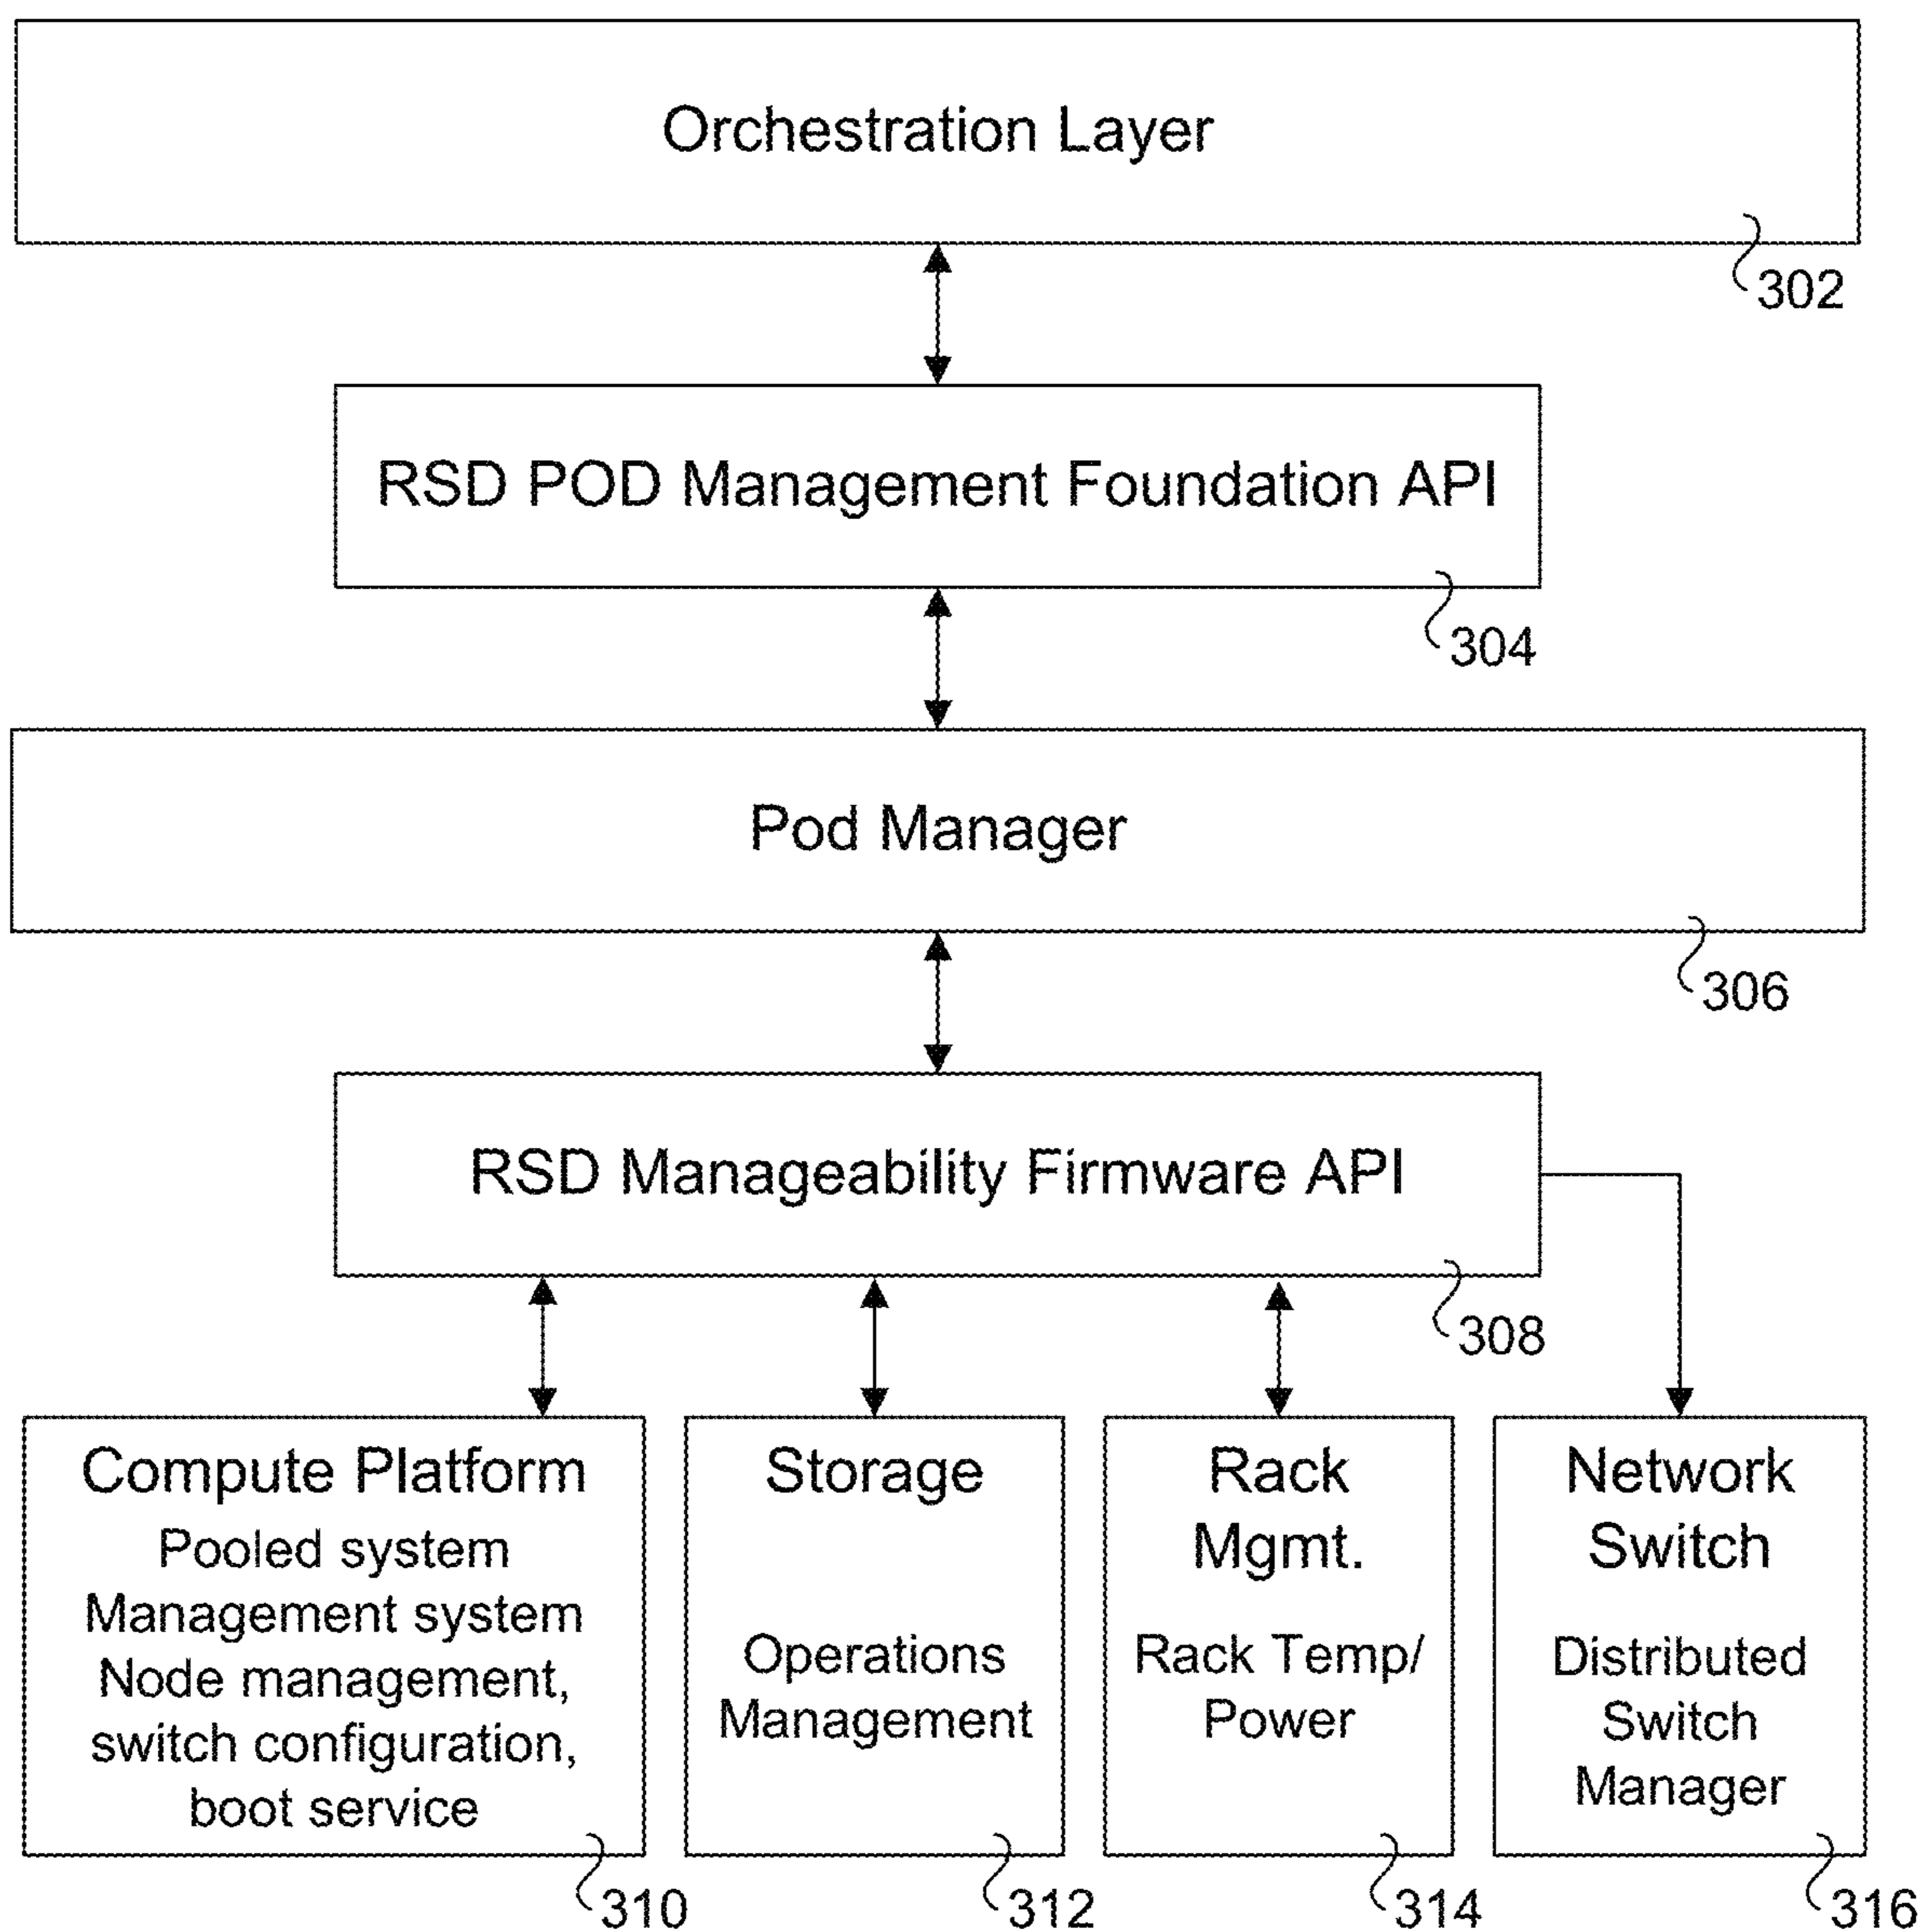 Orchestration Layer
302
RSD POD Management Foundation API
304
Pod Manager
306
RSD Manageability Firmware API
308
Compute Platform
Pooled system
Management system
Node management,
switch configuration,
boot service
310
Storage
Operations
Management
312
Rack
Mgmt.
Rack Temp/
Power
314
Network
Switch
Distributed
Switch
Manager
316